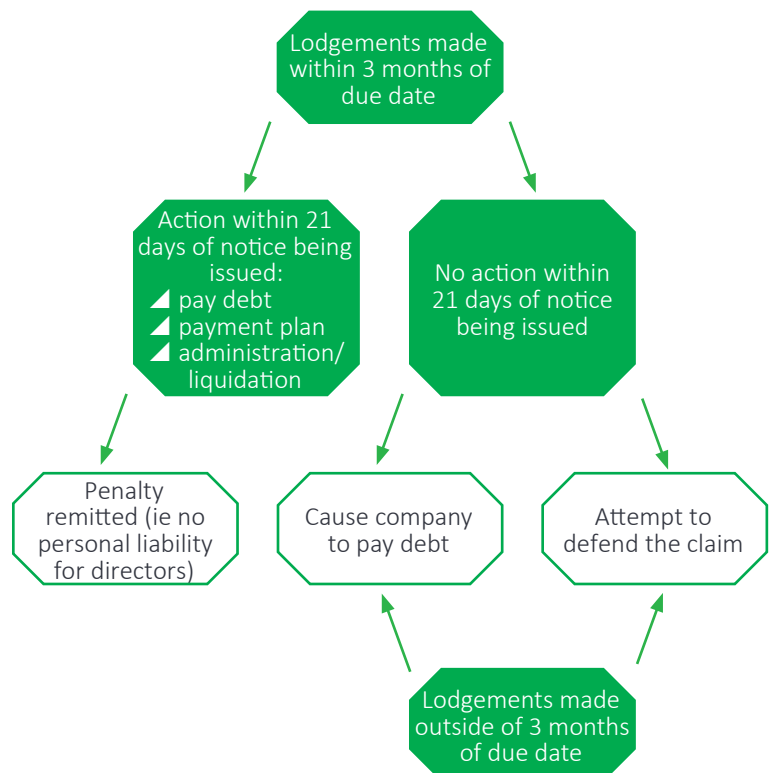 Lodgements made
within 3 months of
due date
Action within 21
days of notice being
issued:
pay debt
payment plan
administration/
liquidation
No action within
21 days of notice
being issued
Penalty
remitted (ie no
personal liability
for directors)
Cause company
to pay debt
Attempt to
defend the claim
Lodgements made
outside of 3 months
of due date